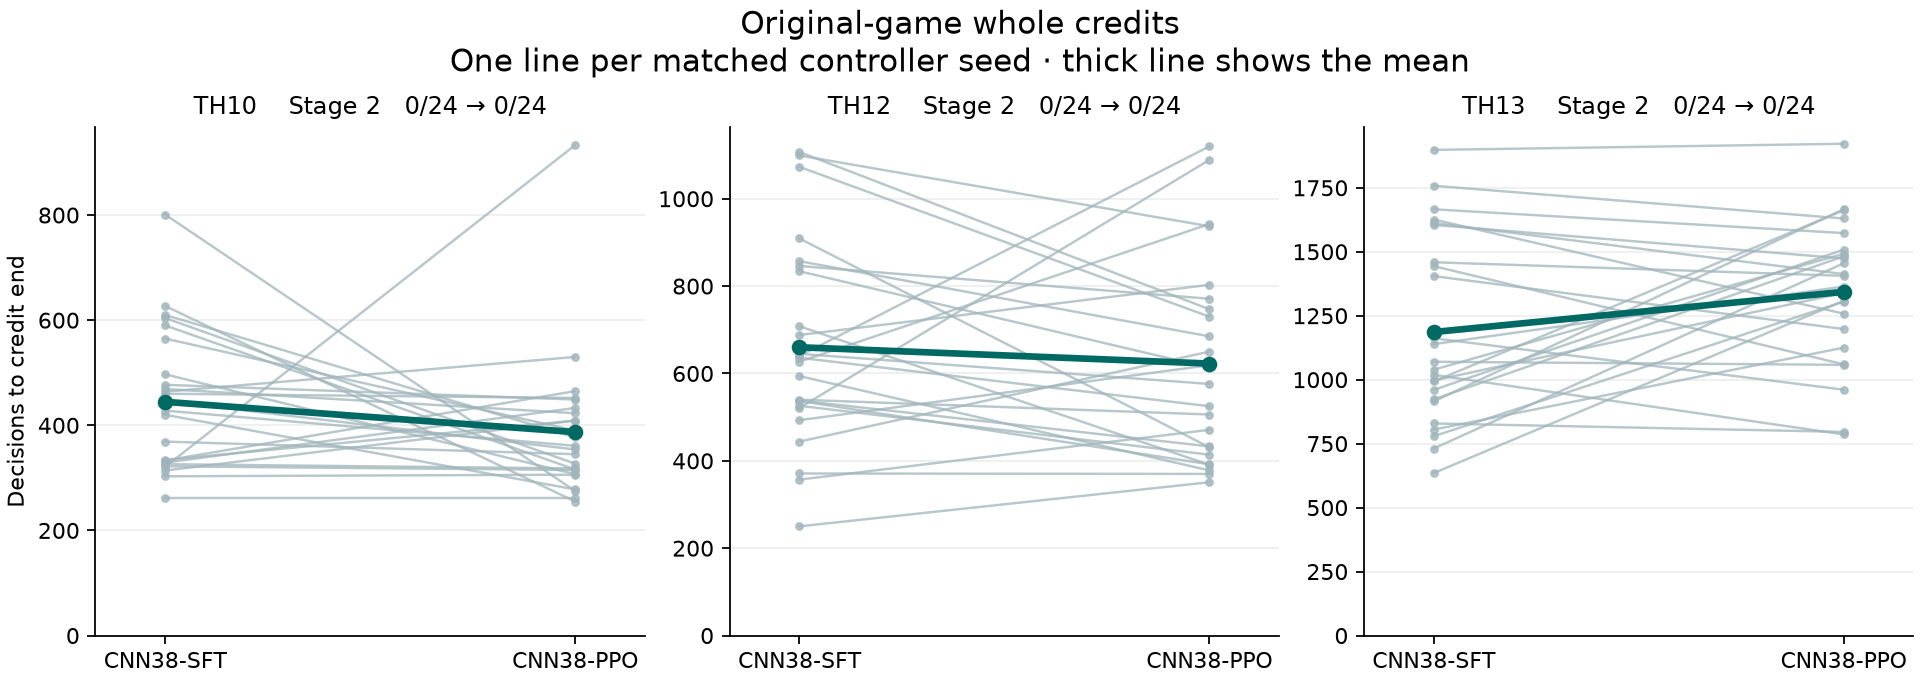 Original-game whole credits
One line per matched controller seed · thick line shows the mean
TH10 Stage 2 0/24 → 0/24
Decisions to credit end
800
600
400
200
0
CNN38-SFT
CNN38-PPO
TH12 Stage 2 0/24 → 0/24
1000
800
600
400
200
0
CNN38-SFT
CNN38-PPO
TH13 Stage 2 0/24 → 0/24
1750
1500
1250
1000
750
500
250
0
CNN38-SFT
CNN38-PPO